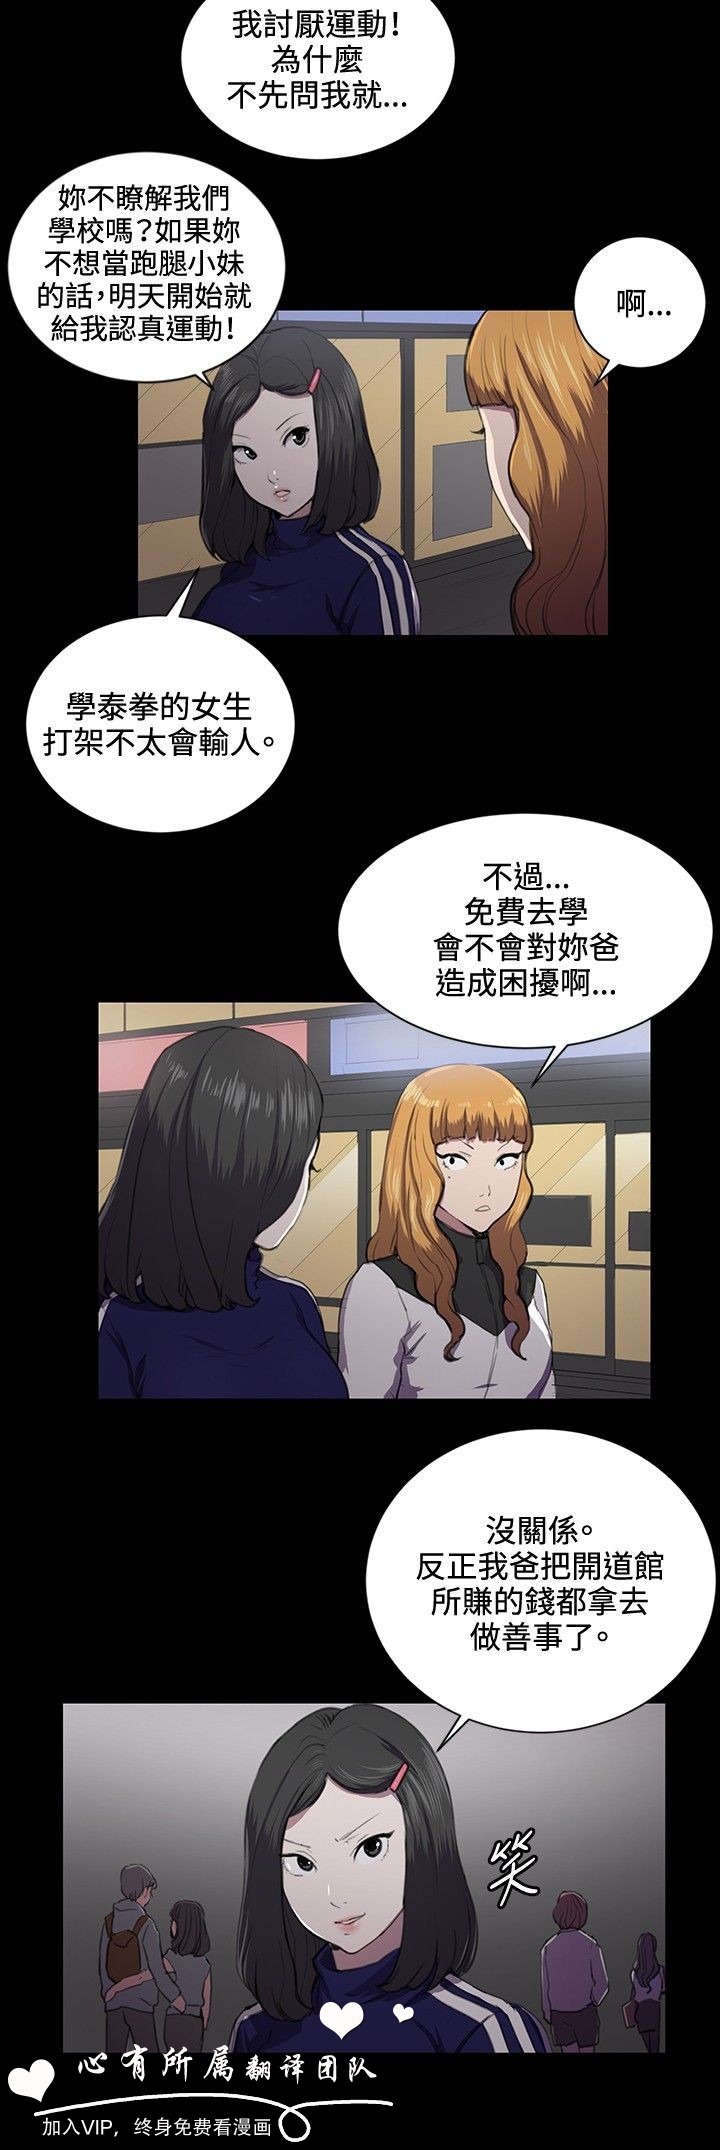 我討厭運動！
為什麼
不先問我就…
妳不瞭解我們
學校嗎？如果妳
不想當跑腿小妹
的話，明天開始就
給我認真運動！
啊…
學泰拳的女生
打架不太會輸人。
不過…
免費去學
會不會對妳爸
造成困擾啊…
沒關係。
反正我爸把開道館
所賺的錢都拿去
做善事了。
笑
心有所属翻译团队
加入VIP，终身免费看漫画